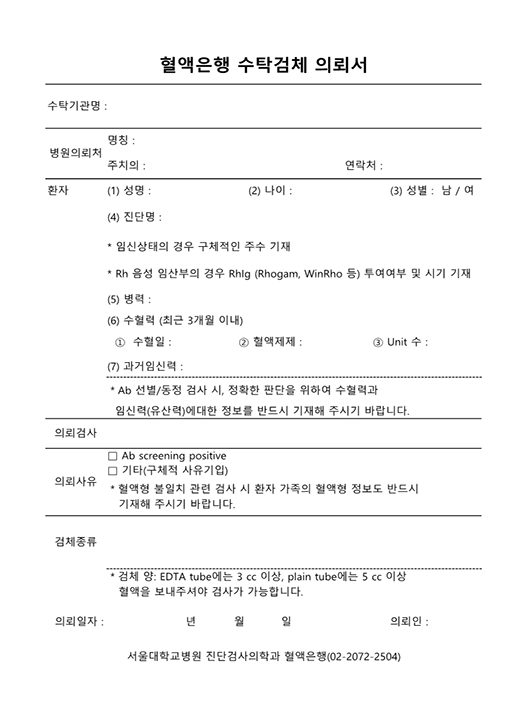 혈액은행 수탁검체 의뢰서
수탁기관명 :
병원의뢰처
명칭 :
주치의 : 연락처 :
환자 (1) 성명 : (2) 나이 : (3) 성별 : 남 / 여
(4) 진단명 :
* 임신상태의 경우 구체적인 주수 기재
* Rh 음성 임산부의 경우 RhIg (Rhogam, WinRho 등) 투여여부 및 시기 기재
(5) 병력 :
(6) 수혈력 (최근 3개월 이내)
① 수혈일 : ② 혈액제제 : ③ Unit 수 :
(7) 과거임신력 :
* Ab 선별/동정 검사 시, 정확한 판단을 위하여 수혈력과
임신력(유산력)에대한 정보를 반드시 기재해 주시기 바랍니다.
의뢰검사
의뢰사유
□ Ab screening positive
□ 기타(구체적 사유기입)
* 혈액형 불일치 관련 검사 시 환자 가족의 혈액형 정보도 반드시
기재해 주시기 바랍니다.
검체종류
* 검체 양: EDTA tube에는 3 cc 이상, plain tube에는 5 cc 이상
혈액을 보내주셔야 검사가 가능합니다.
의뢰일자 : 년 월 일 의뢰인 :
서울대학교병원 진단검사의학과 혈액은행(02-2072-2504)